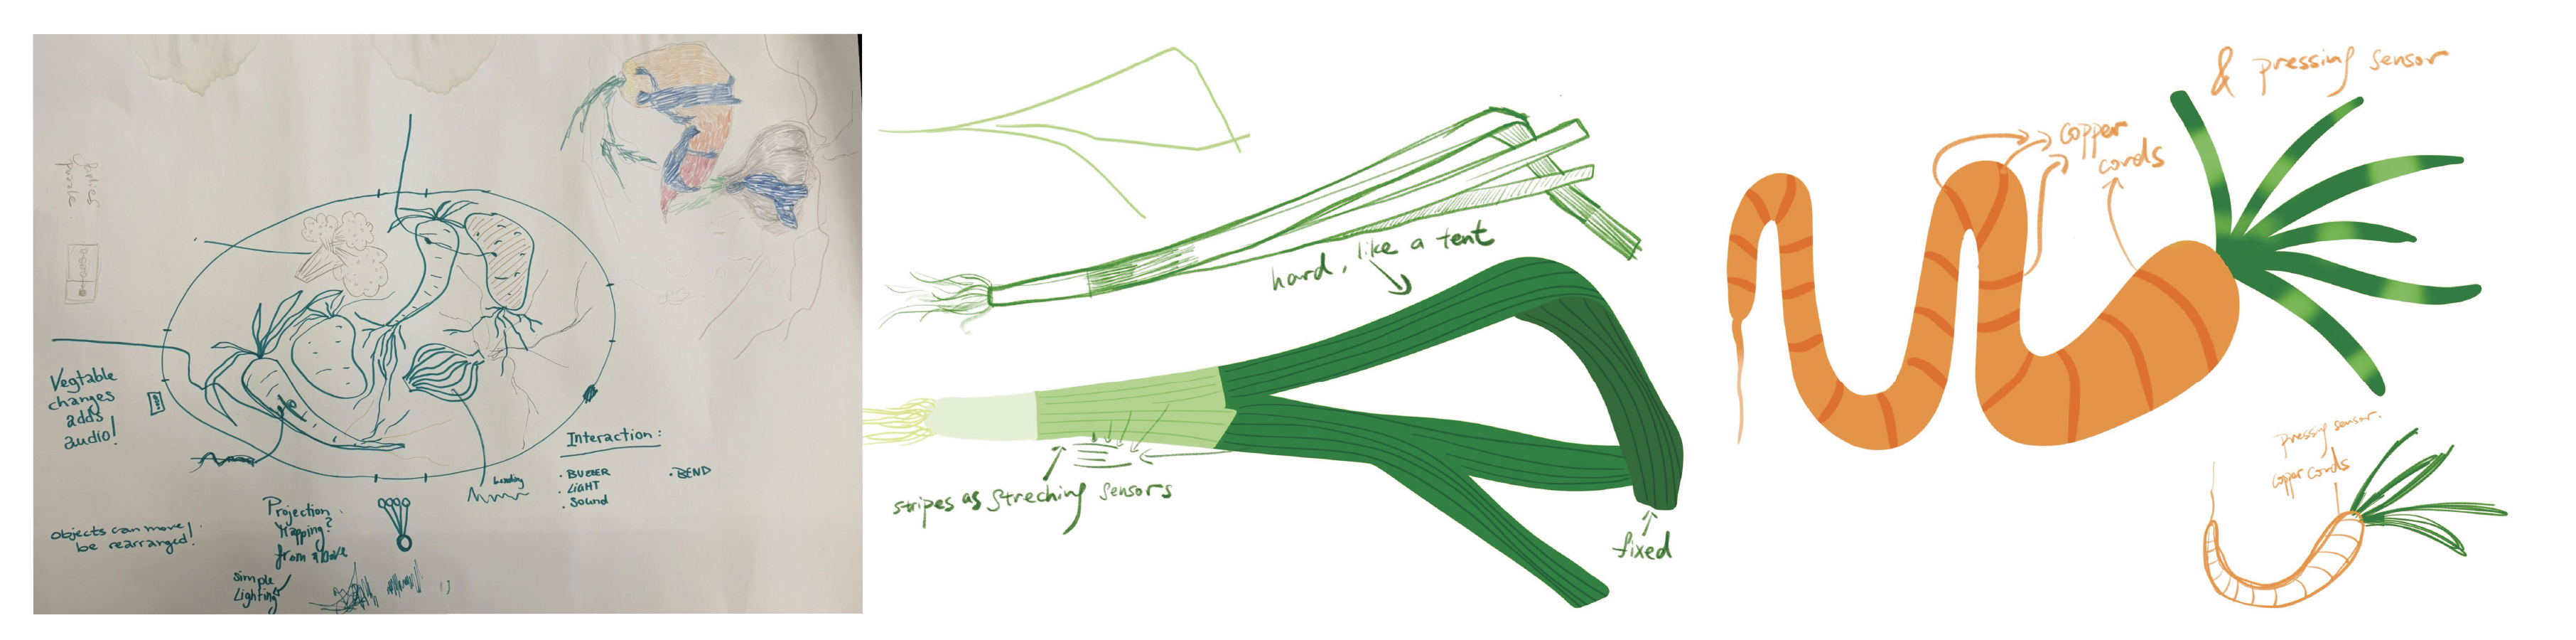 Vegtable
changes
adds
audio!
objects can move!
be rearranged!
Projection
Mapping?
from above
simple
Lighting
bending
Interaction:
• BUZZER
• LIGHT
• Sound
• BEND
hard, like a tent
stripes as streching sensors
fixed
& pressing sensor
copper
cords
pressing sensor.
copper cords